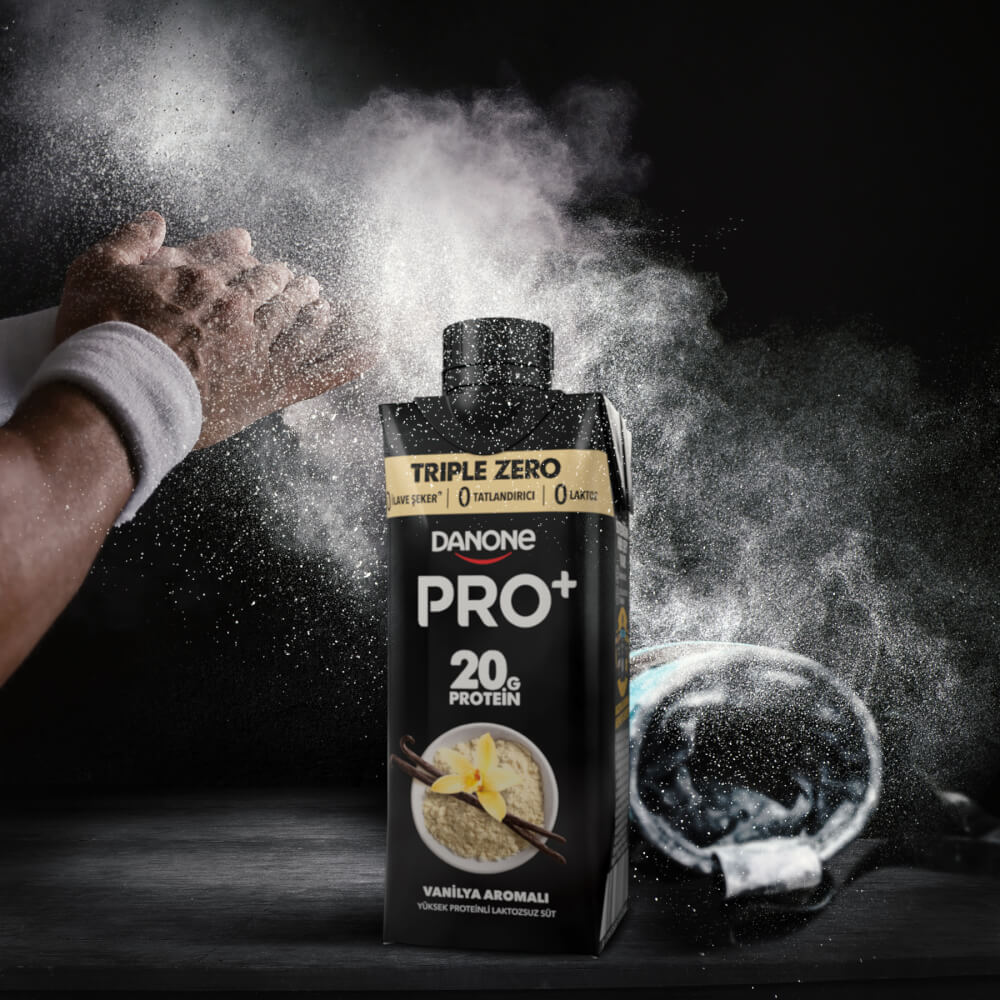 TRIPLE ZERO
0 İLAVE ŞEKER* | 0 TATLANDIRICI | 0 LAKTOZ
DANONE
PRO+
20G
PROTEİN
VANİLYA AROMALI
YÜKSEK PROTEİNLİ LAKTOZSUZ SÜT